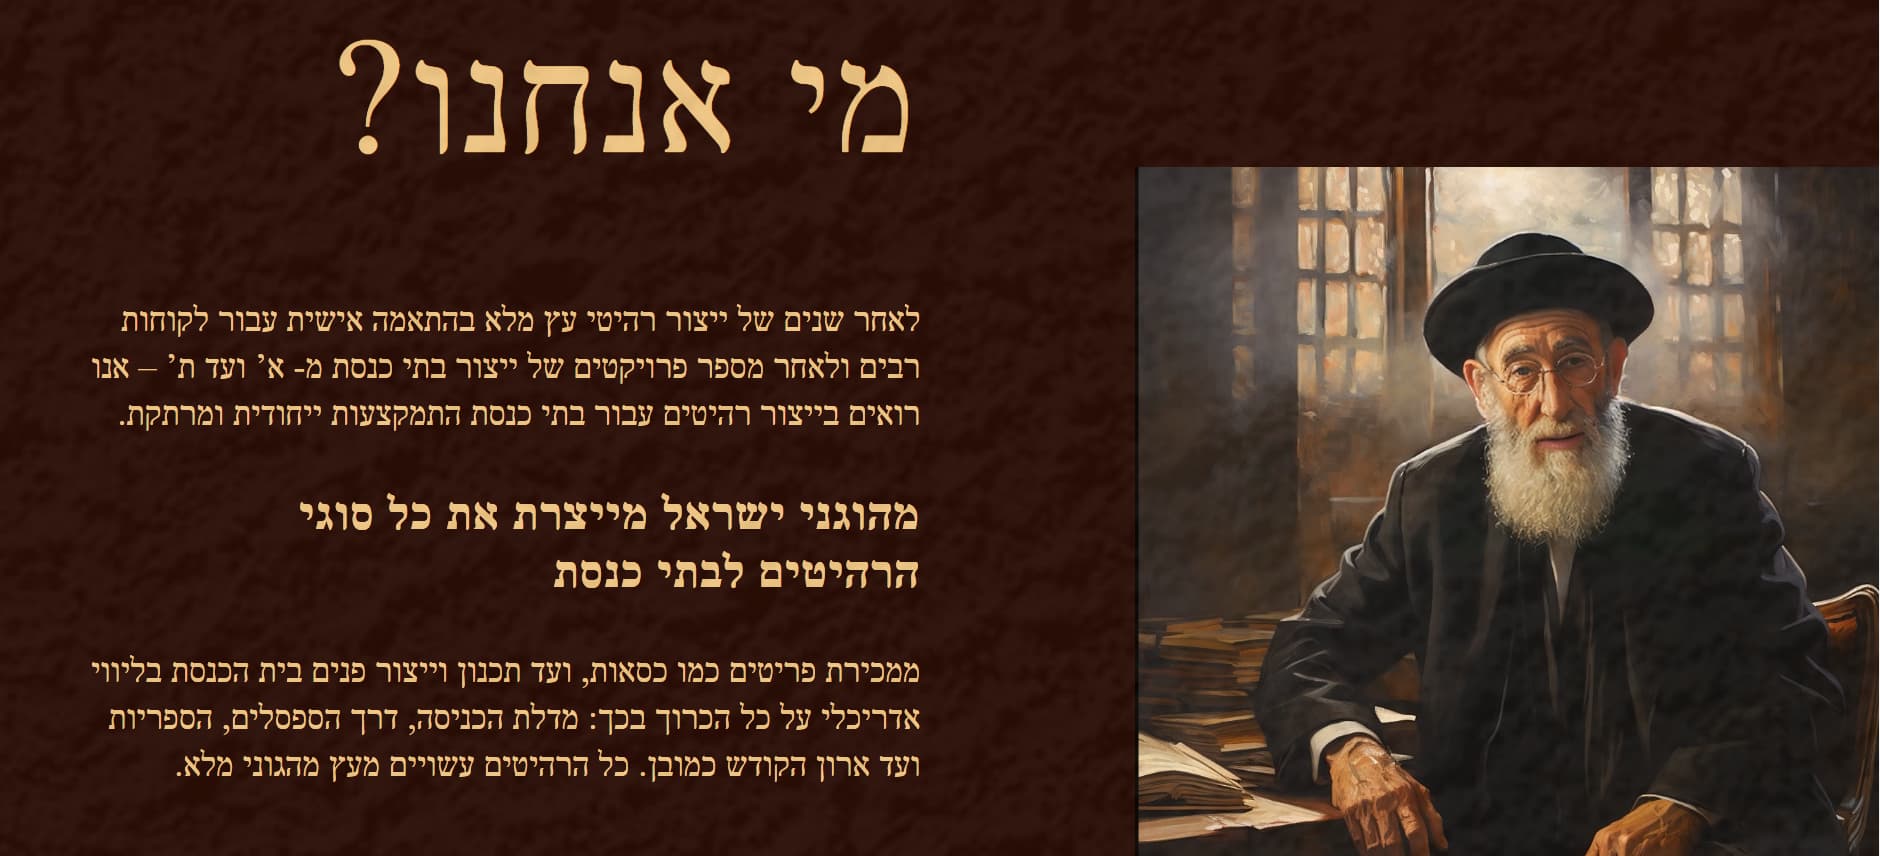 מי אנחנו?
לאחר שנים של ייצור רהיטי עץ מלא בהתאמה אישית עבור לקוחות
רבים ולאחר מספר פרויקטים של ייצור בתי כנסת מ- א’ ועד ת’ – אנו
רואים בייצור רהיטים עבור בתי כנסת התמקצעות ייחודית ומרתקת.
מהוגני ישראל מייצרת את כל סוגי
הרהיטים לבתי כנסת
ממכירת פריטים כמו כסאות, ועד תכנון וייצור פנים בית הכנסת בליווי
אדריכלי על כל הכרוך בכך: מדלת הכניסה, דרך הספסלים, הספריות
ועד ארון הקודש כמובן. כל הרהיטים עשויים מעץ מהגוני מלא.